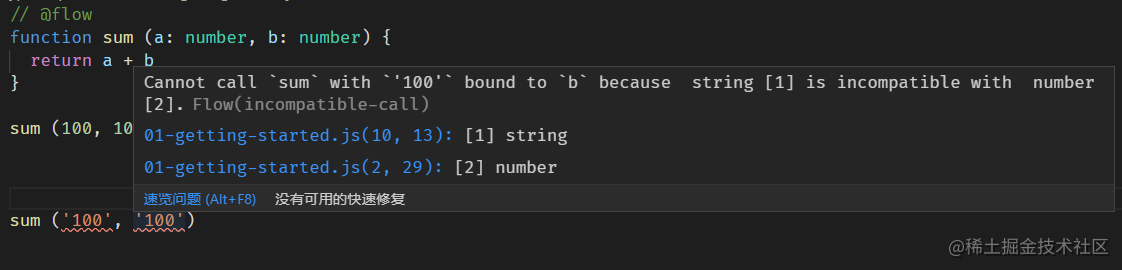 // @flow
function sum (a: number, b: number) {
return a + b
}
Cannot call `sum` with `'100'` bound to `b` because string [1] is incompatible with number
[2]. Flow(incompatible-call)
sum (100, 10
01-getting-started.js(10, 13): [1] string
01-getting-started.js(2, 29): [2] number
速览问题 (Alt+F8) 没有可用的快速修复
sum ('100', '100')
@稀土掘金技术社区